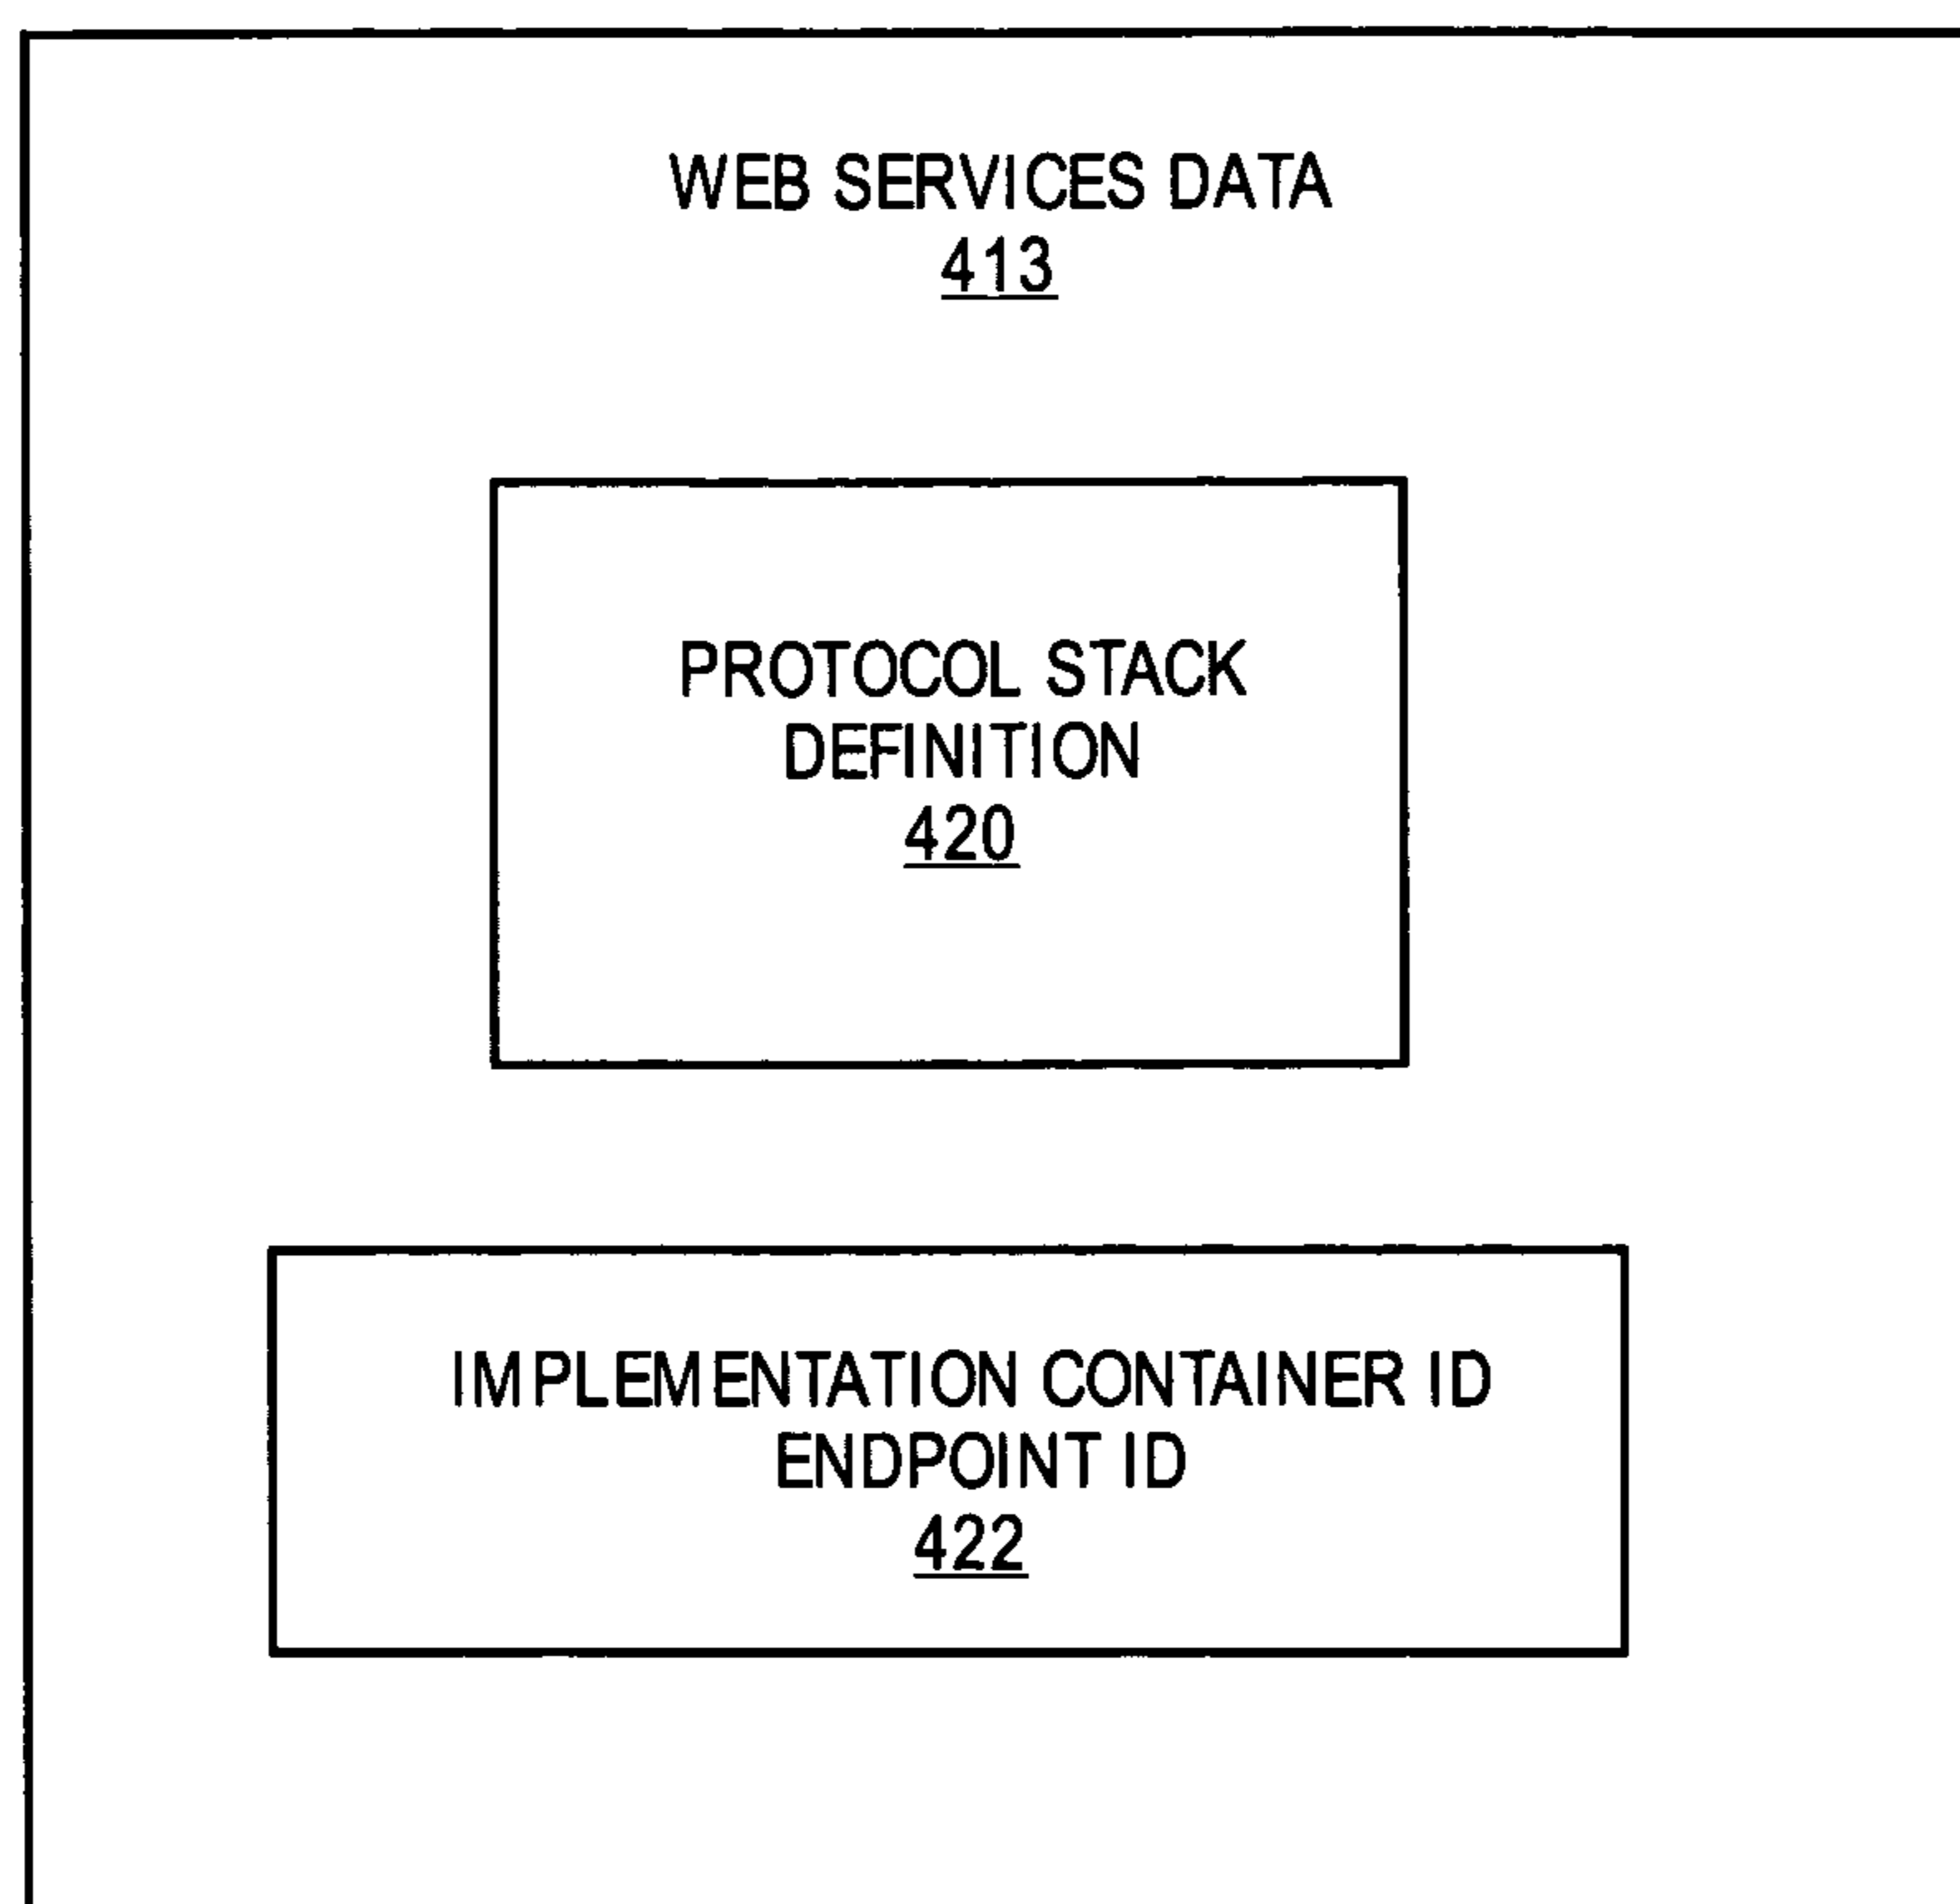 WEB SERVICES DATA
413
PROTOCOL STACK
DEFINITION
420
IMPLEMENTATION CONTAINER ID
ENDPOINT ID
422